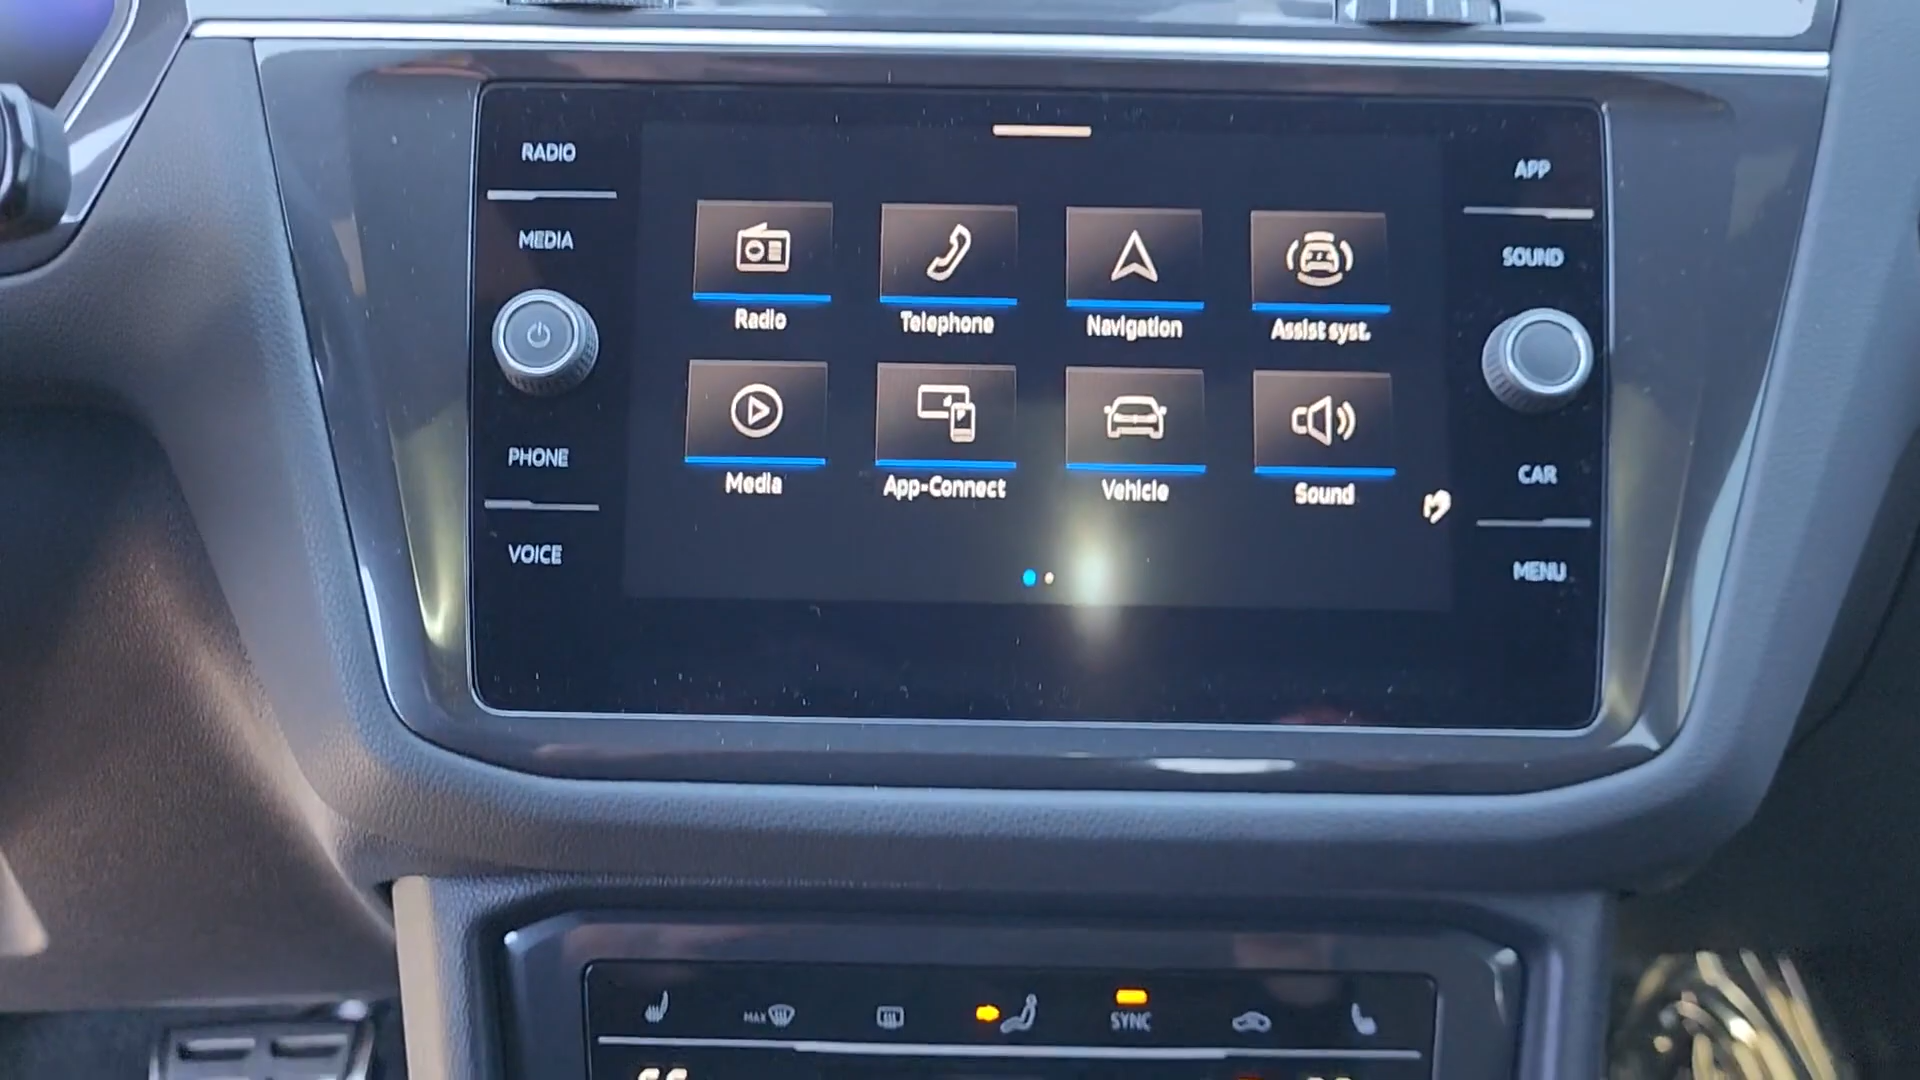 RADIO
MEDIA
PHONE
VOICE
Radio
Telephone
Navigation
Assist syst.
Media
App-Connect
Vehicle
Sound
APP
SOUND
CAR
MENU
MAX
SYNC